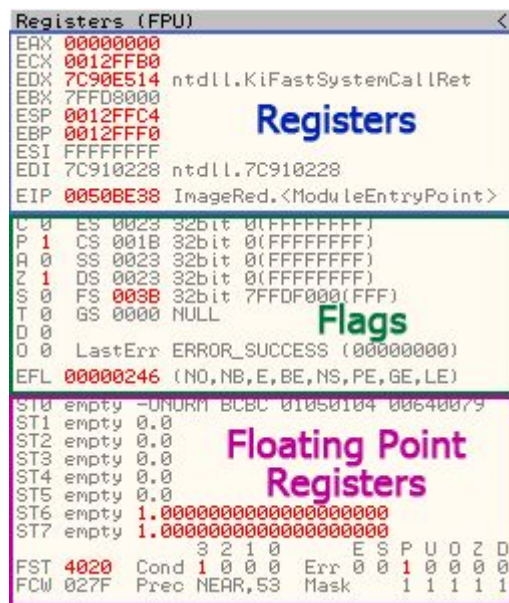 Registers (FPU) <
EAX 00000000
ECX 0012FFB0
EDX 7C90E514 ntdll.KiFastSystemCallRet
EBX 7FFD8000
ESP 0012FFC4
EBP 0012FFF0
ESI FFFFFFFF
EDI 7C910228 ntdll.7C910228
Registers
EIP 0050BE38 ImageRed.<ModuleEntryPoint>
C 0 ES 0023 32bit 0(FFFFFFFF)
P 1 CS 001B 32bit 0(FFFFFFFF)
A 0 SS 0023 32bit 0(FFFFFFFF)
Z 1 DS 0023 32bit 0(FFFFFFFF)
S 0 FS 003B 32bit 7FFDF000(FFF)
T 0 GS 0000 NULL
D 0
Flags
O 0 LastErr ERROR_SUCCESS (00000000)
EFL 00000246 (NO,NB,E,BE,NS,PE,GE,LE)
ST0 empty -UNORM BCBC 01050104 00640079
ST1 empty 0.0
ST2 empty 0.0
ST3 empty 0.0
ST4 empty 0.0
ST5 empty 0.0
Floating Point
Registers
ST6 empty 1.0000000000000000000
ST7 empty 1.0000000000000000000
3 2 1 0 E S P U O Z D
FST 4020 Cond 1 0 0 0 Err 0 0 1 0 0 0 0
FCW 027F Prec NEAR,53 Mask 1 1 1 1 1